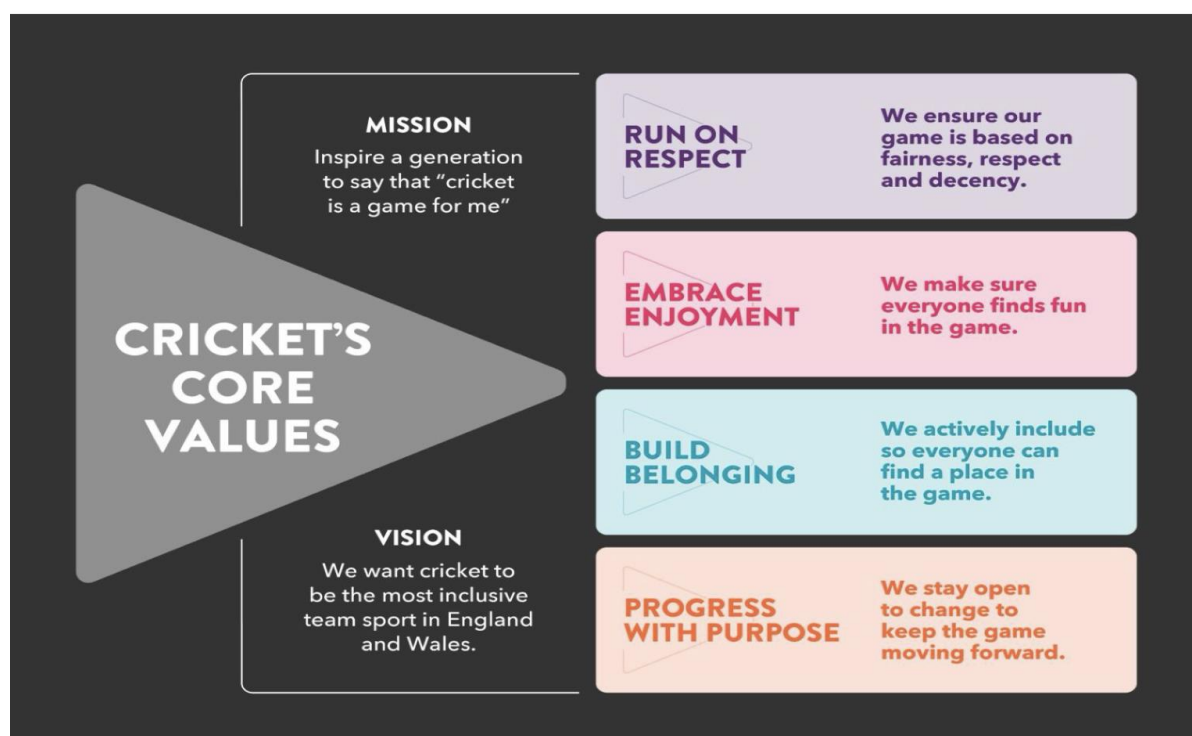 CRICKET'S
CORE
VALUES
MISSION
Inspire a generation
to say that “cricket
is a game for me”
VISION
We want cricket to
be the most inclusive
team sport in England
and Wales.
RUN ON
RESPECT
We ensure our
game is based on
fairness, respect
and decency.
EMBRACE
ENJOYMENT
We make sure
everyone finds fun
in the game.
BUILD
BELONGING
We actively include
so everyone can
find a place in
the game.
PROGRESS
WITH PURPOSE
We stay open
to change to
keep the game
moving forward.